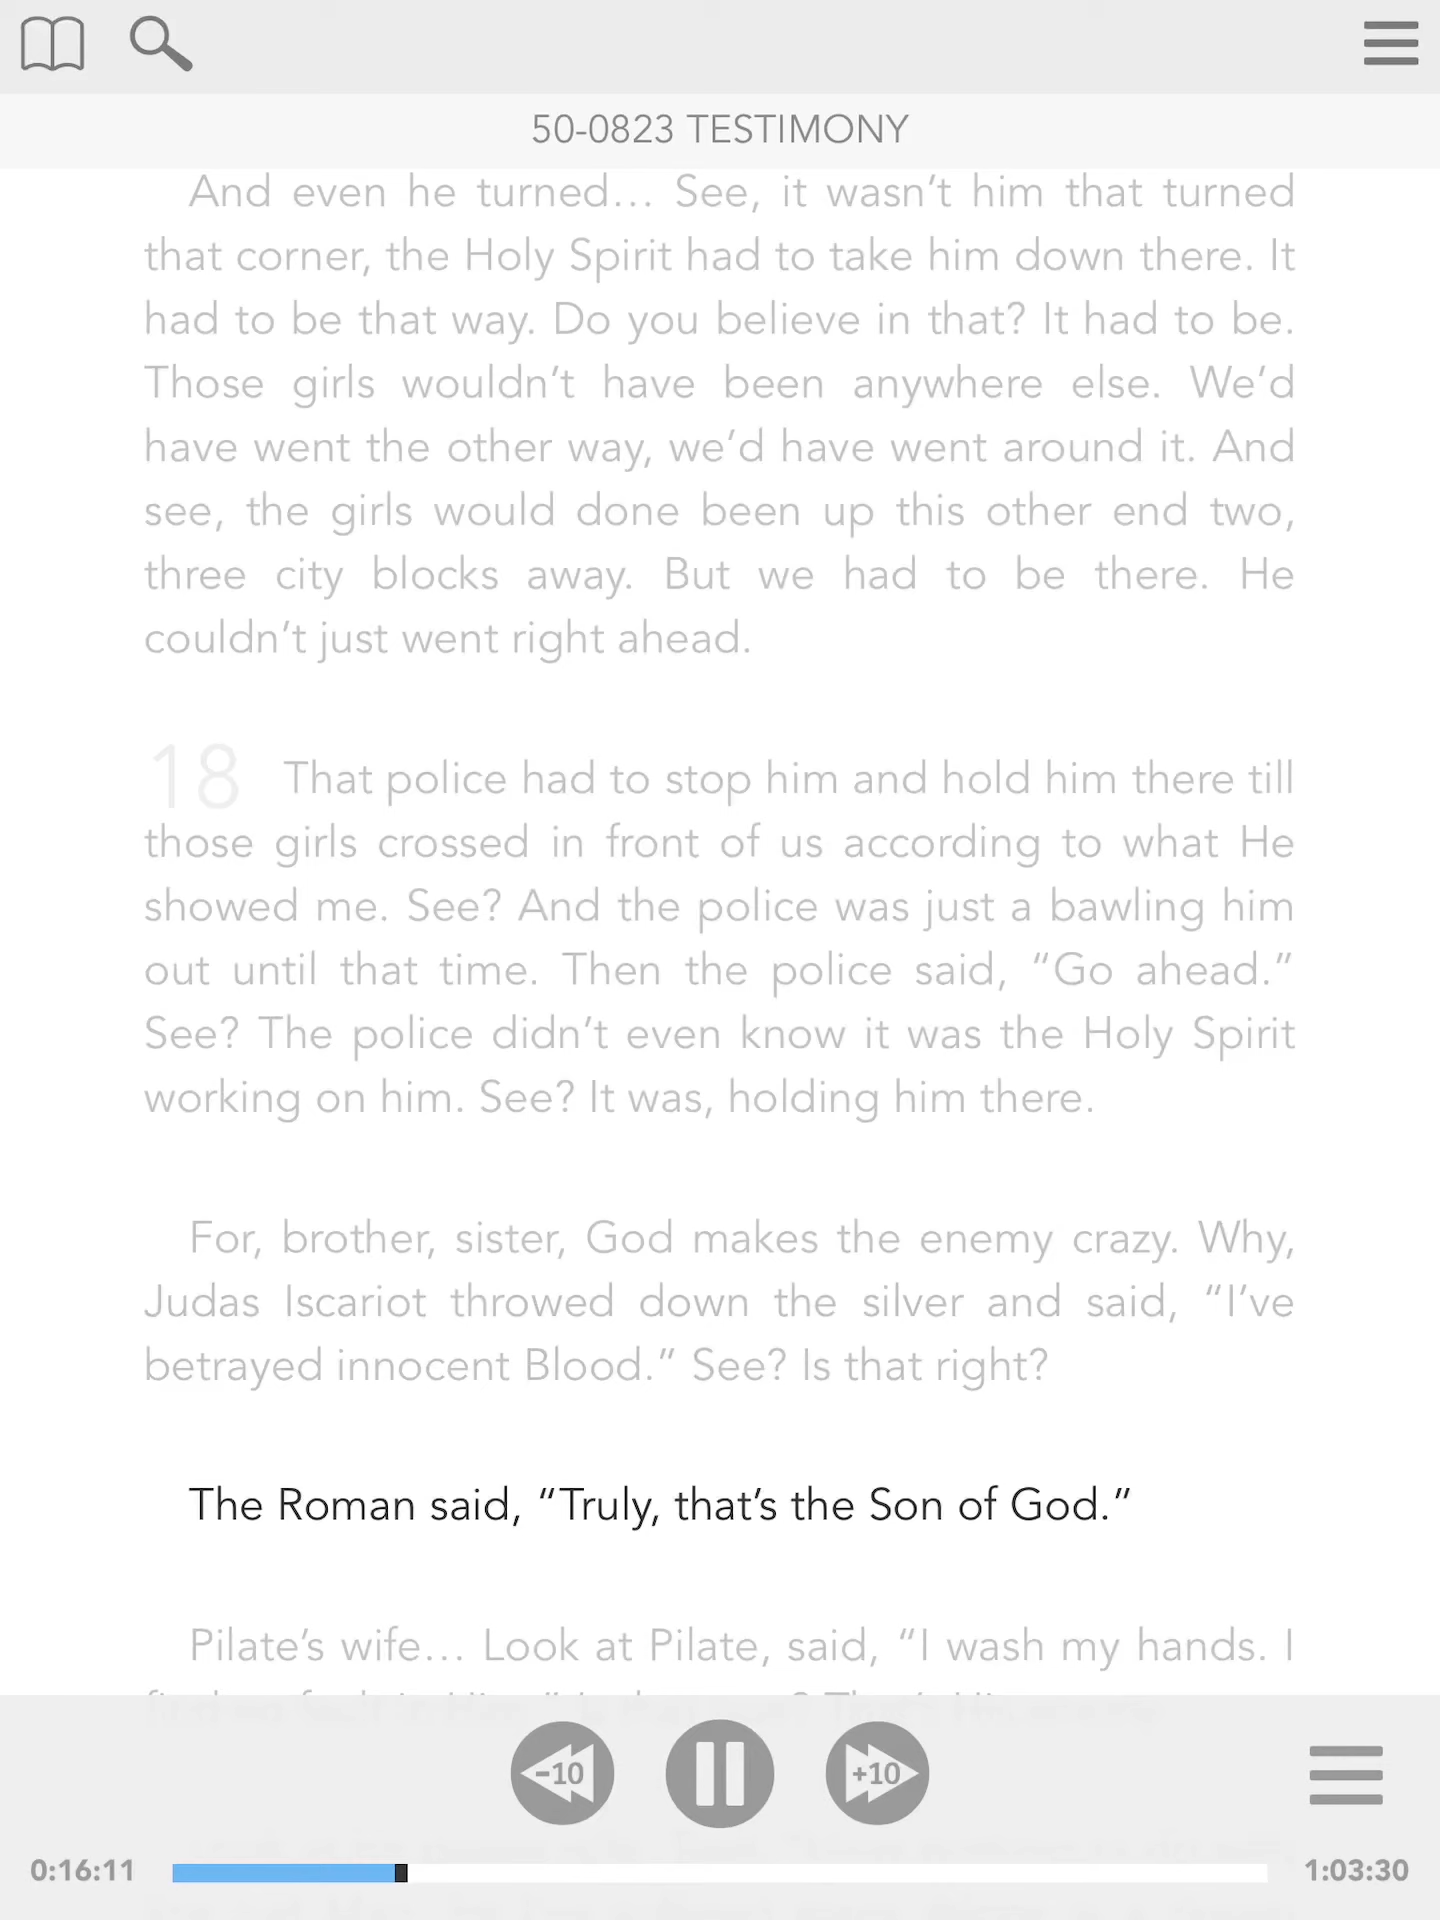 50-0823 TESTIMONY
And even he turned… See, it wasn’t him that turned
that corner, the Holy Spirit had to take him down there. It
had to be that way. Do you believe in that? It had to be.
Those girls wouldn’t have been anywhere else. We’d
have went the other way, we’d have went around it. And
see, the girls would done been up this other end two,
three city blocks away. But we had to be there. He
couldn’t just went right ahead.
18 That police had to stop him and hold him there till
those girls crossed in front of us according to what He
showed me. See? And the police was just a bawling him
out until that time. Then the police said, “Go ahead.”
See? The police didn’t even know it was the Holy Spirit
working on him. See? It was, holding him there.
For, brother, sister, God makes the enemy crazy. Why,
Judas Iscariot throwed down the silver and said, “I’ve
betrayed innocent Blood.” See? Is that right?
The Roman said, “Truly, that’s the Son of God.”
Pilate’s wife… Look at Pilate, said, “I wash my hands. I
-10 +10
0:16:11 1:03:30